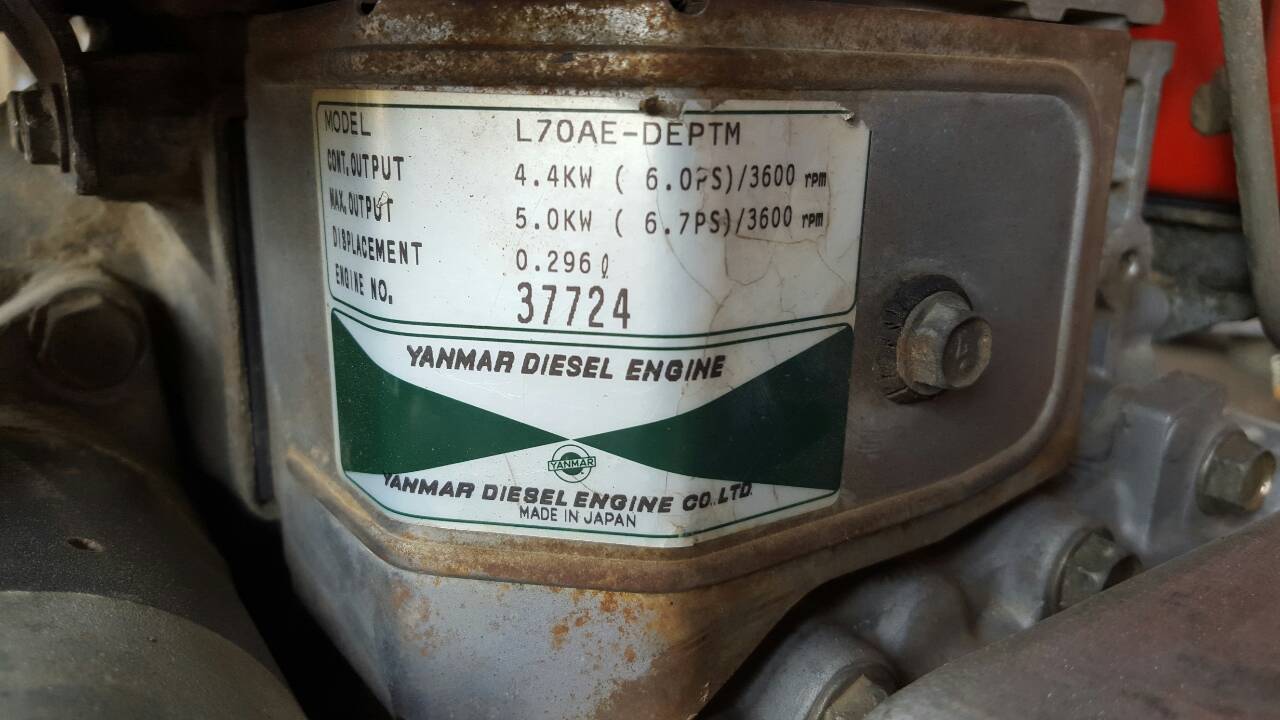 MODEL L70AE-DEPTM
CONT. OUTPUT 4.4KW ( 6.0PS)/3600 rpm
MAX. OUTPUT 5.0KW ( 6.7PS)/3600 rpm
DISPLACEMENT 0.296ℓ
ENGINE NO. 37724
YANMAR DIESEL ENGINE
YANMAR
YANMAR DIESEL ENGINE CO.,LTD.
MADE IN JAPAN